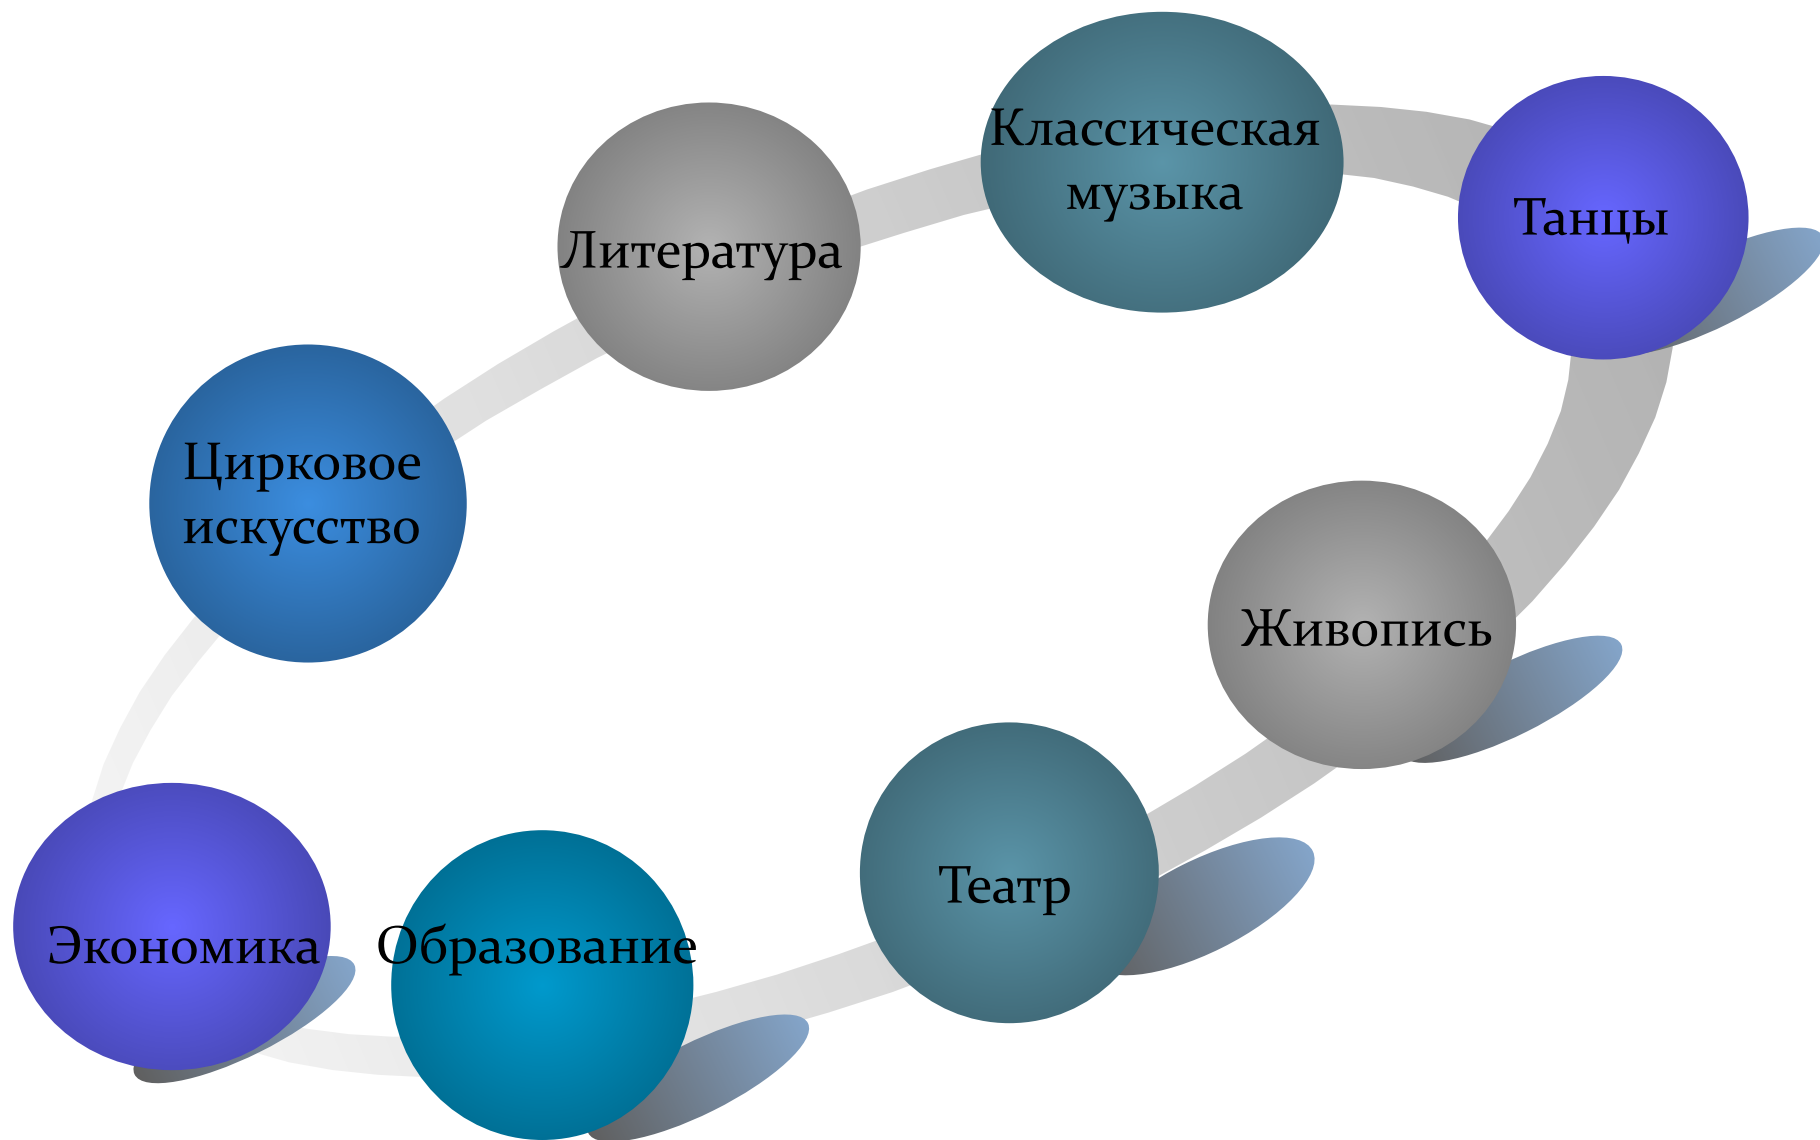 Классическая
музыка
Танцы
Литература
Цирковое
искусство
Живопись
Театр
Экономика
Образование